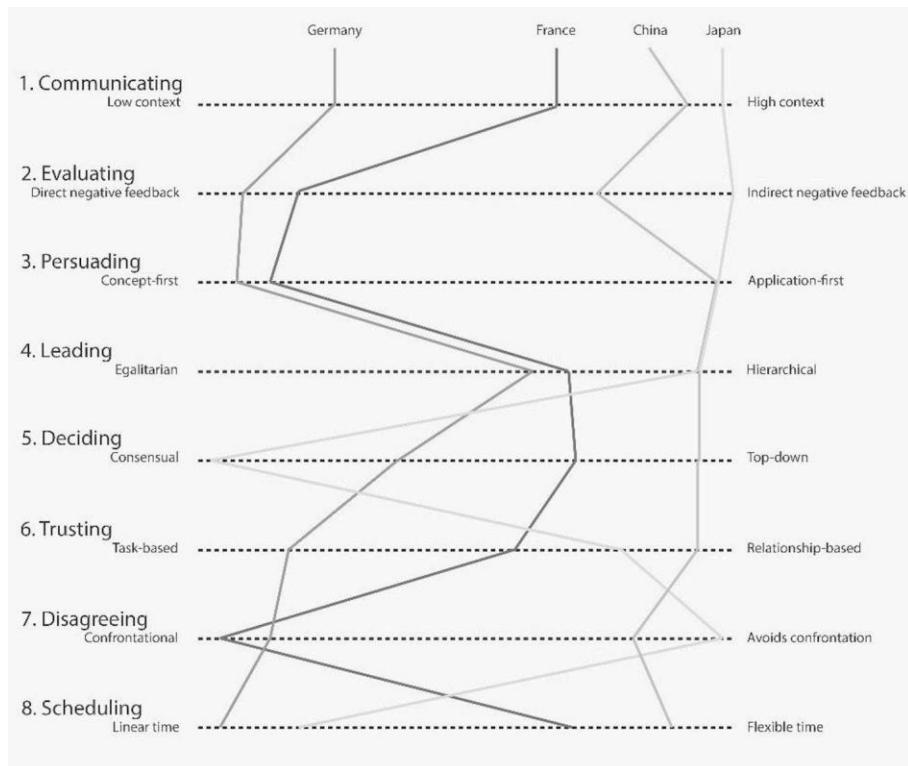 Germany France China Japan
1. Communicating
Low context High context
2. Evaluating
Direct negative feedback Indirect negative feedback
3. Persuading
Concept-first Application-first
4. Leading
Egalitarian Hierarchical
5. Deciding
Consensual Top-down
6. Trusting
Task-based Relationship-based
7. Disagreeing
Confrontational Avoids confrontation
8. Scheduling
Linear time Flexible time